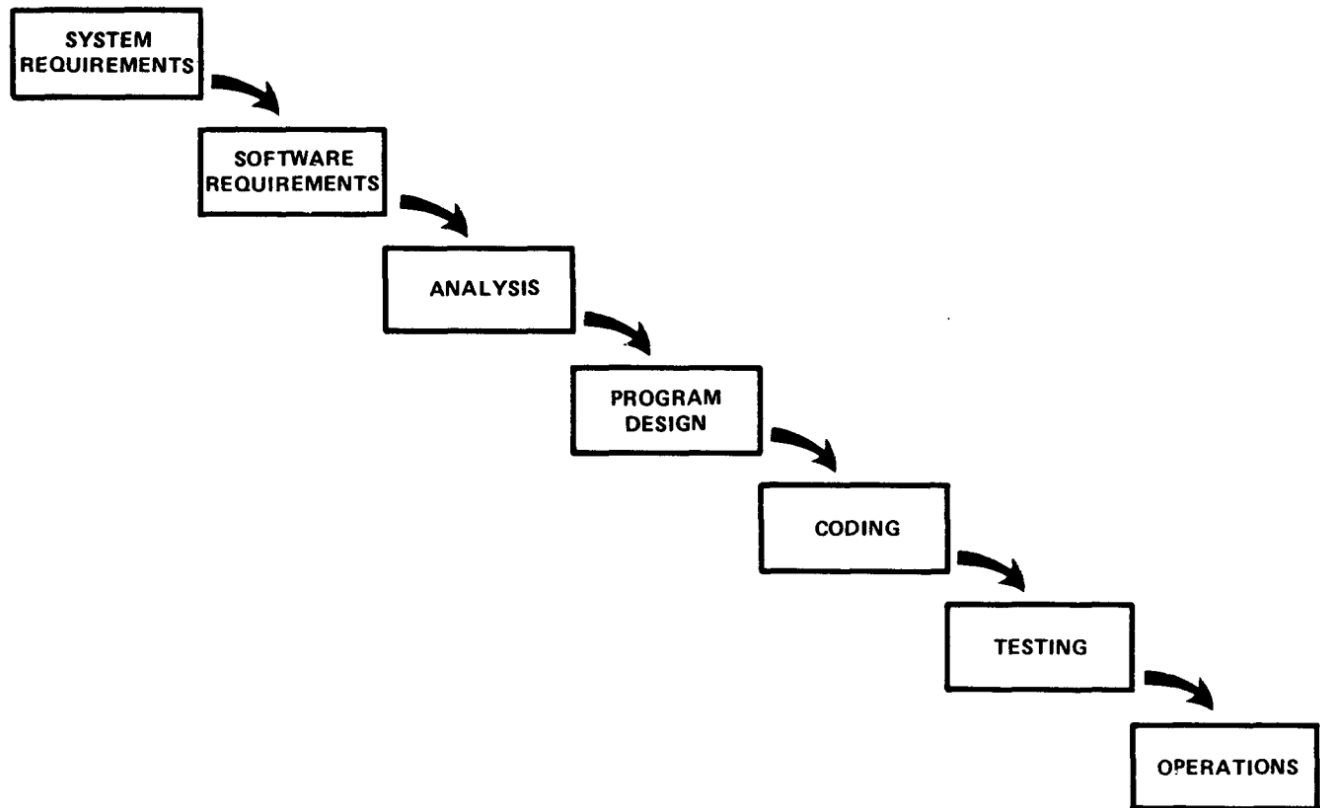 SYSTEM
REQUIREMENTS
SOFTWARE
REQUIREMENTS
ANALYSIS
PROGRAM
DESIGN
CODING
TESTING
OPERATIONS